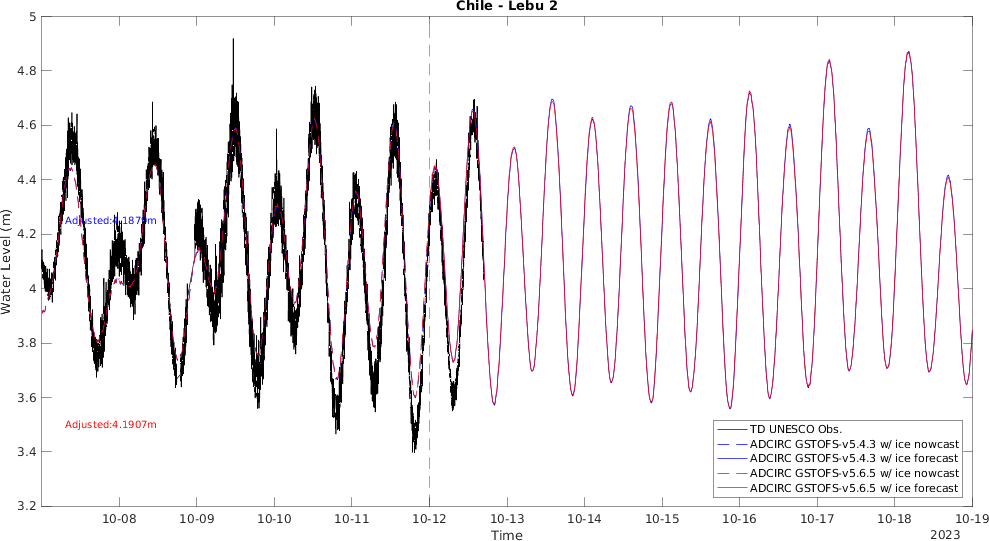 Chile - Lebu 2
5
4.8
4.6
4.4
4.2
4
3.8
3.6
3.4
3.2
Water Level (m)
Adjusted:4.1879m
Adjusted:4.1907m
TD UNESCO Obs.
ADCIRC GSTOFS-v5.4.3 w/ ice nowcast
ADCIRC GSTOFS-v5.4.3 w/ ice forecast
ADCIRC GSTOFS-v5.6.5 w/ ice nowcast
ADCIRC GSTOFS-v5.6.5 w/ ice forecast
10-08 10-09 10-10 10-11 10-12 10-13 10-14 10-15 10-16 10-17 10-18 10-19
Time
2023